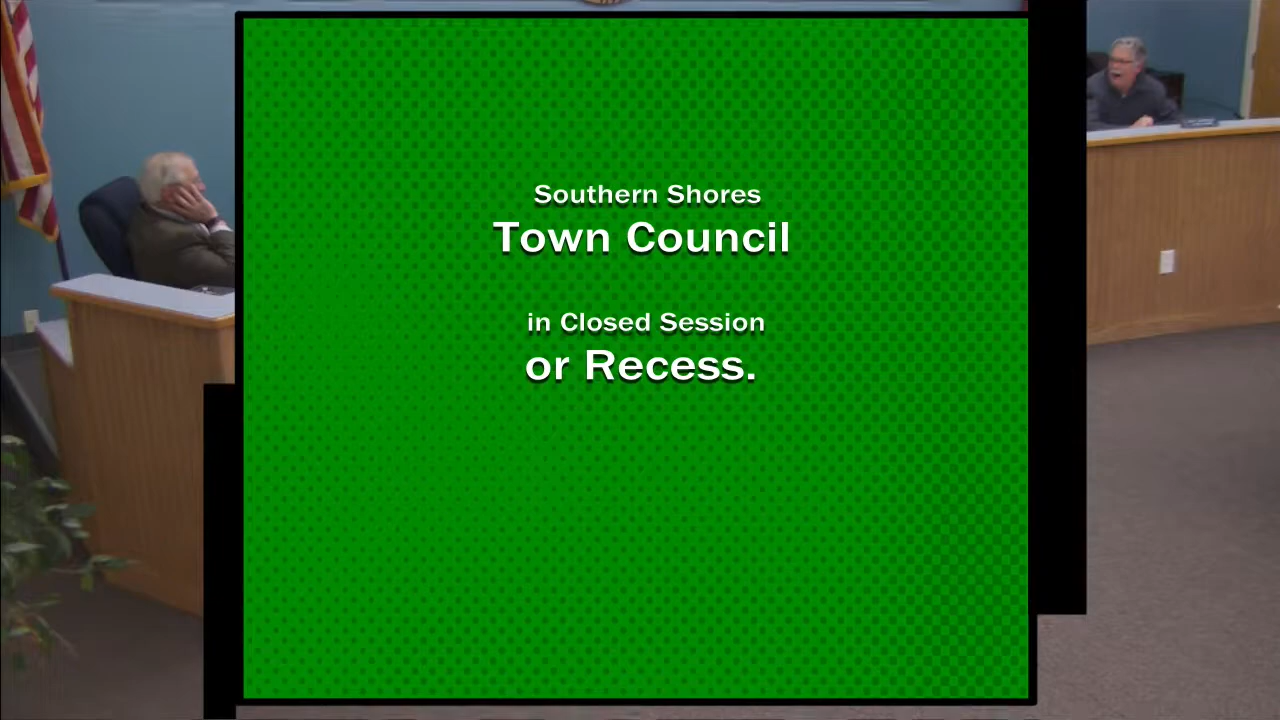 Southern Shores
Town Council
in Closed Session
or Recess.